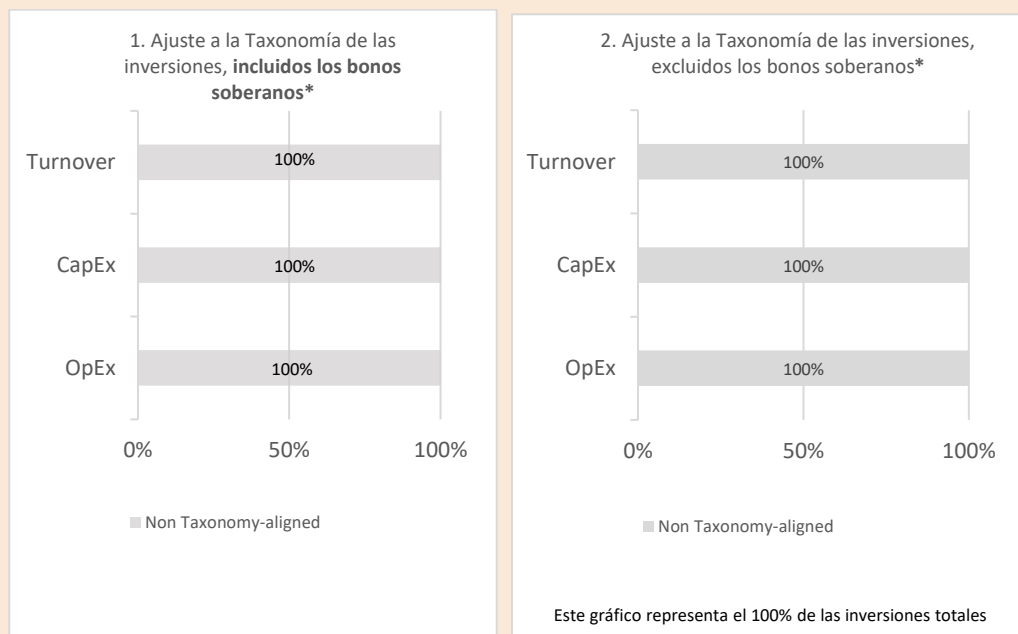 1. Ajuste a la Taxonomía de las
inversiones, incluidos los bonos
soberanos*
Turnover
100%
CapEx
100%
OpEx
100%
0% 50% 100%
Non Taxonomy-aligned
2. Ajuste a la Taxonomía de las inversiones,
excluidos los bonos soberanos*
Turnover
100%
CapEx
100%
OpEx
100%
0% 50% 100%
Non Taxonomy-aligned
Este gráfico representa el 100% de las inversiones totales